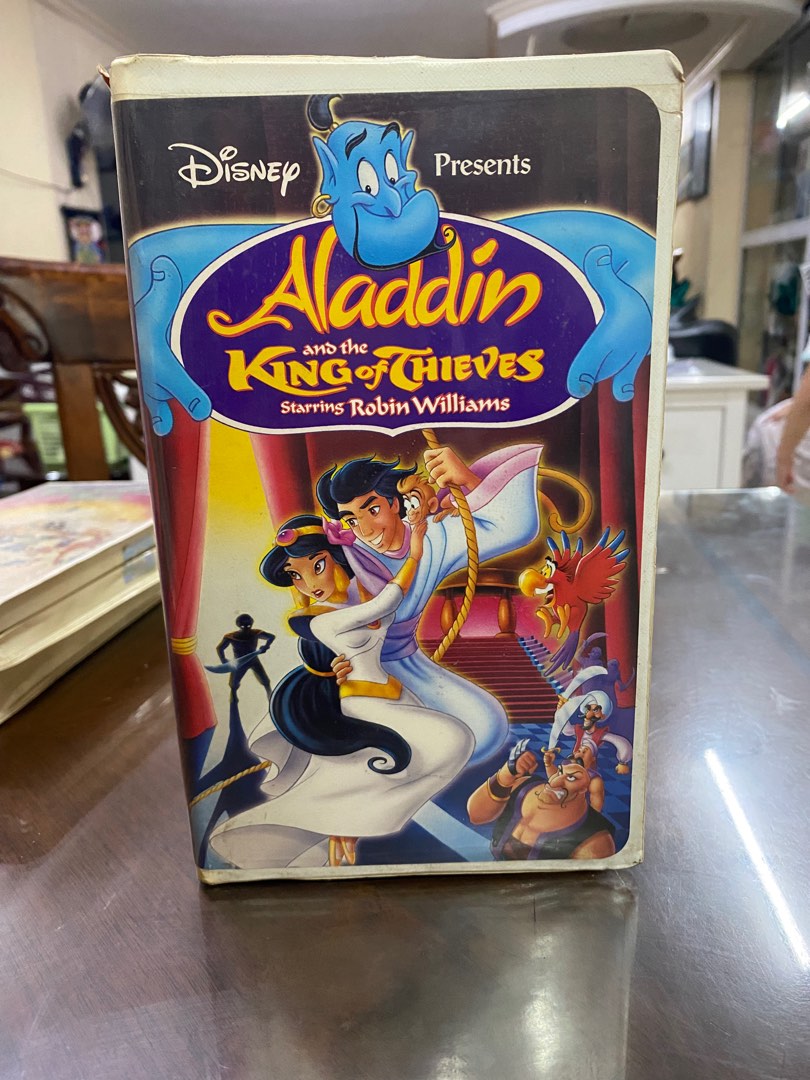 Disney Presents
Aladdin
and the
KING OF THIEVES
Starring Robin Williams